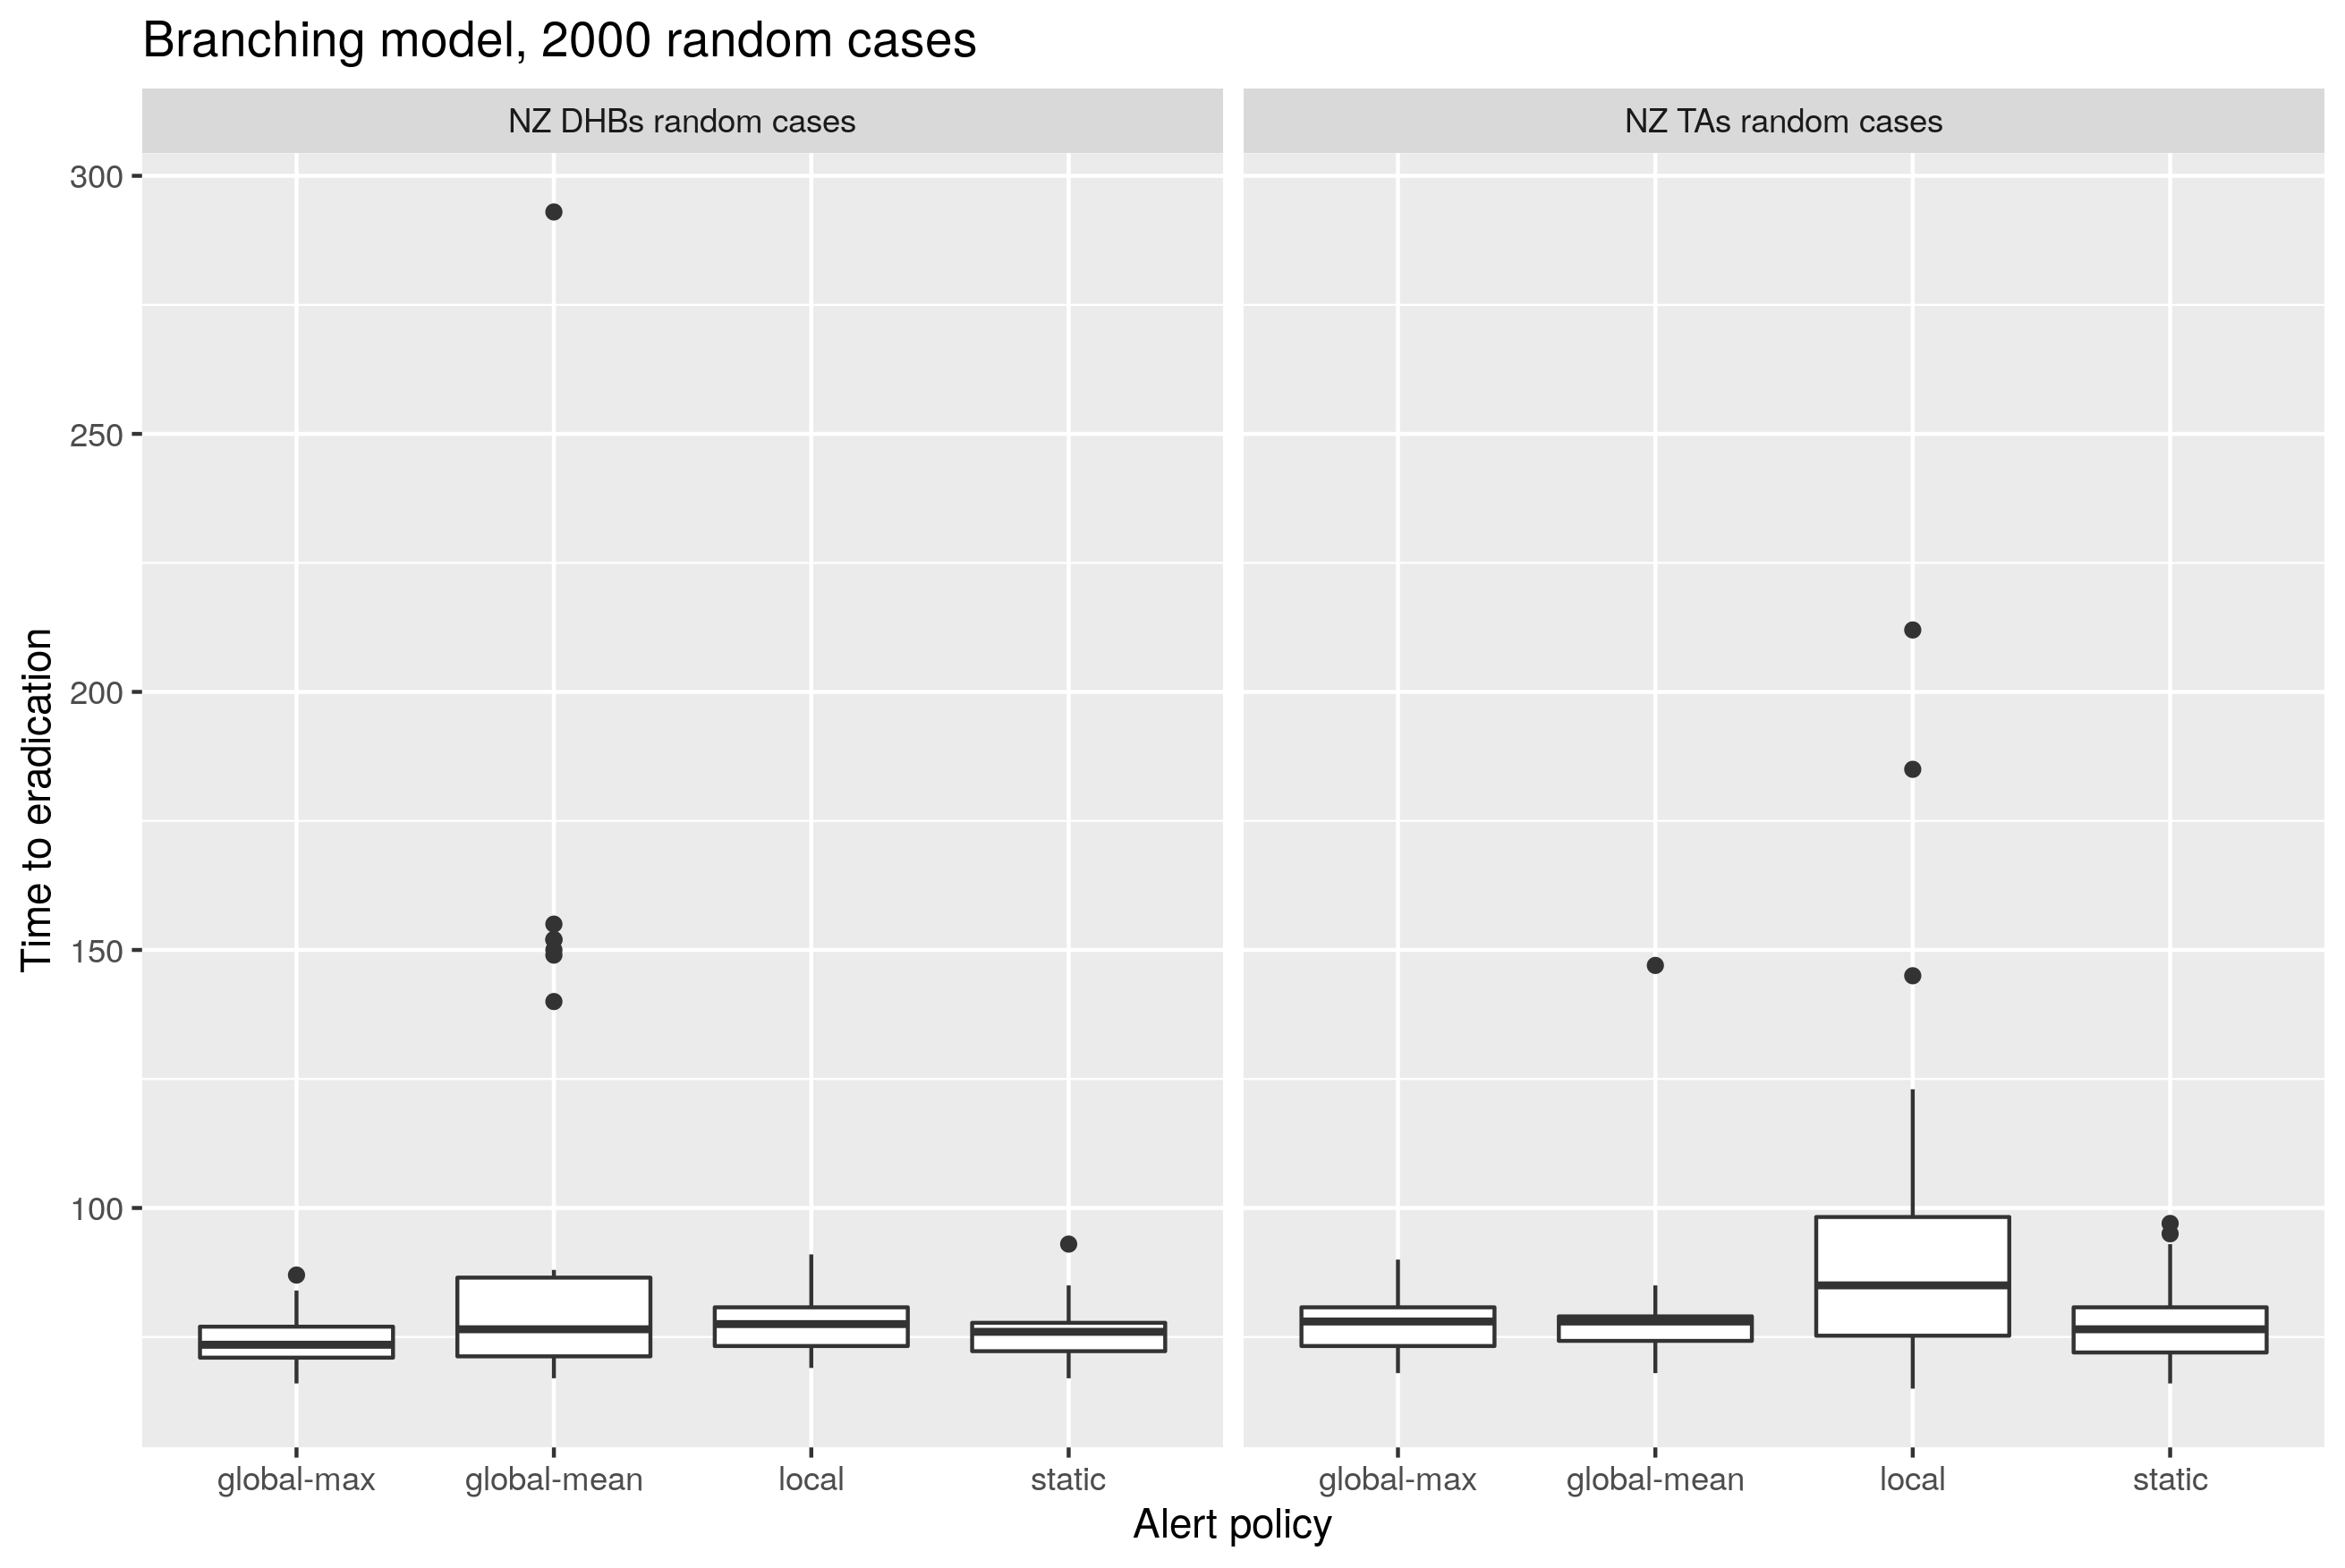 Branching model, 2000 random cases
NZ DHBs random cases
NZ TAs random cases
300
250
200
150
100
Time to eradication
global-max
global-mean
local
static
global-max
global-mean
local
static
Alert policy